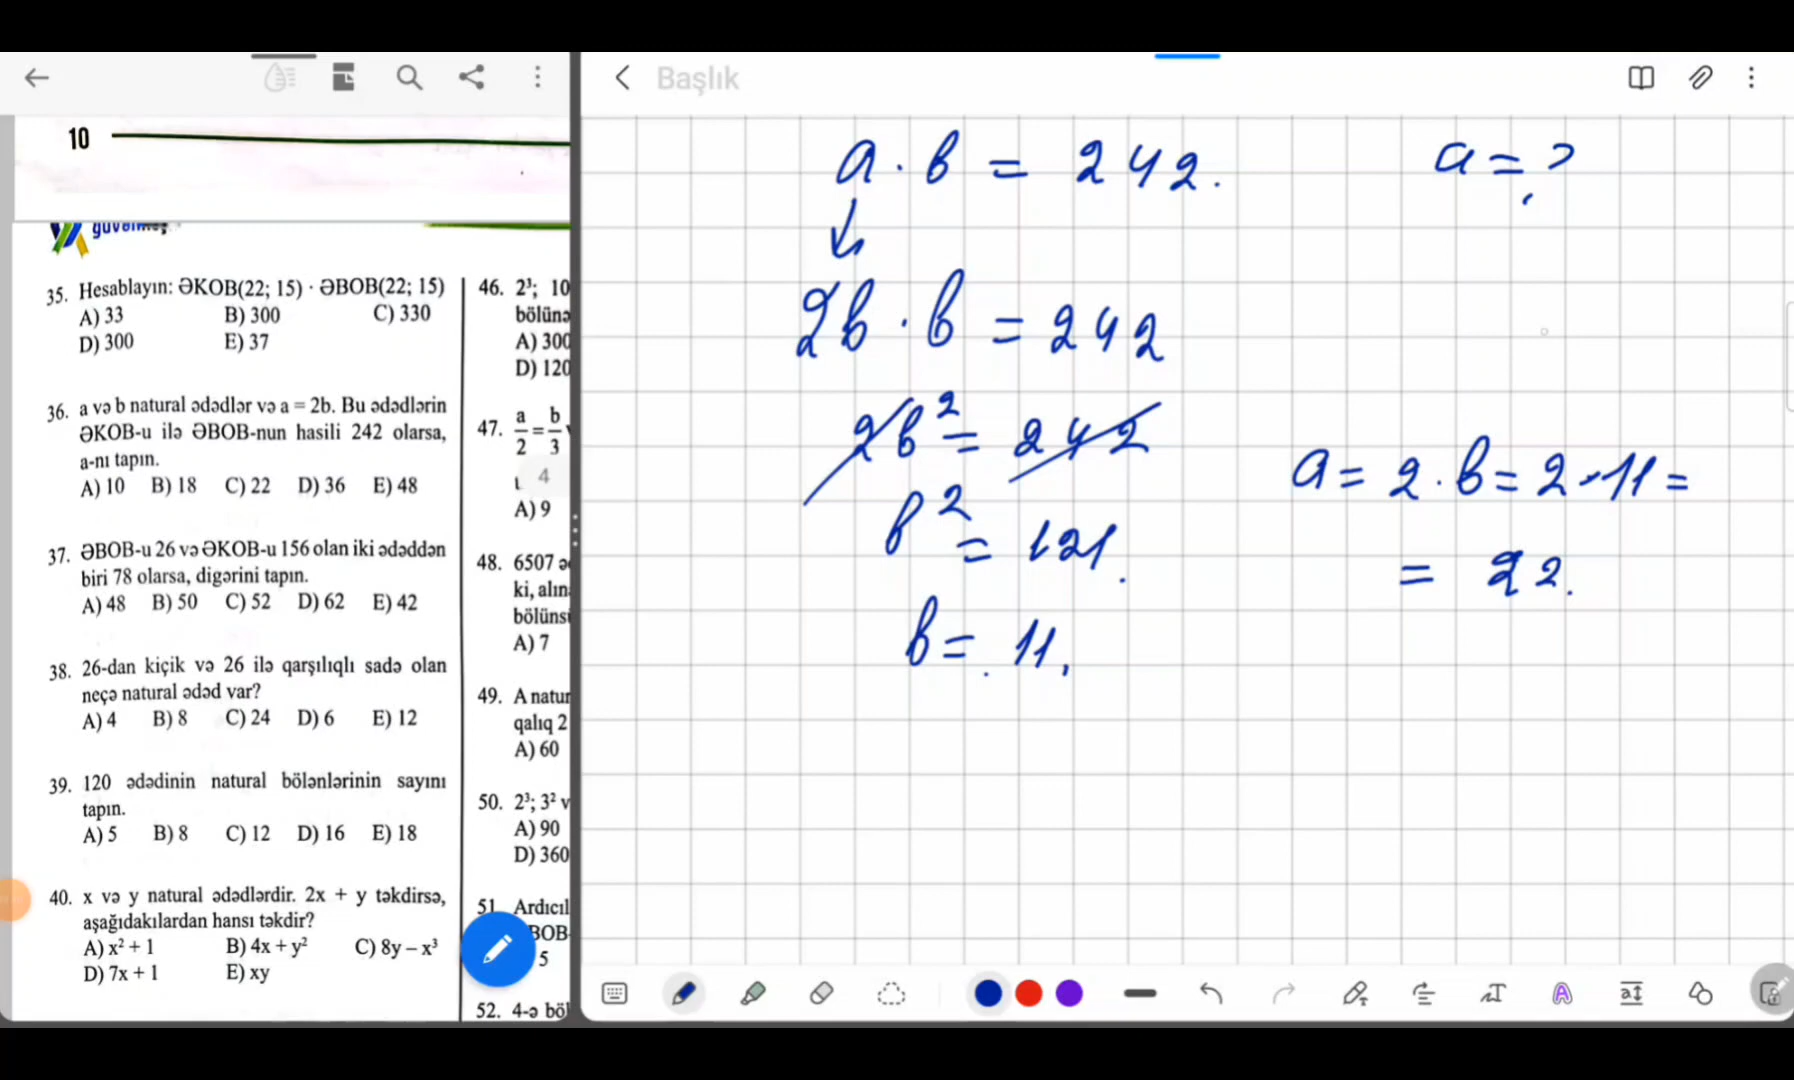 Başlık
10
güvənmiş
35. Hesablayın: ƏKOB(22; 15) · ƏBOB(22; 15)
A) 33 B) 300 C) 330
D) 300 E) 37
36. a və b natural ədədlər və a = 2b. Bu ədədlərin
ƏKOB-u ilə ƏBOB-nun hasili 242 olarsa,
a-nı tapın.
A) 10 B) 18 C) 22 D) 36 E) 48
37. ƏBOB-u 26 və ƏKOB-u 156 olan iki ədəddən
biri 78 olarsa, digərini tapın.
A) 48 B) 50 C) 52 D) 62 E) 42
38. 26-dan kiçik və 26 ilə qarşılıqlı sadə olan
neçə natural ədəd var?
A) 4 B) 8 C) 24 D) 6 E) 12
39. 120 ədədinin natural bölənlərinin sayını
tapın.
A) 5 B) 8 C) 12 D) 16 E) 18
40. x və y natural ədədlərdir. 2x + y təkdirsə,
aşağıdakılardan hansı təkdir?
A) x² + 1 B) 4x + y² C) 8y – x³
D) 7x + 1 E) xy
46. 2³; 10
bölünə
A) 300
D) 120
47. a/2 = b/3
4
A) 9
48. 6507
ki, alın
bölünsü
A) 7
49. A natur
qalıq 2
A) 60
50. 2³; 3² v
A) 90
D) 360
51 Ardıcıl
BOB-
5
52. 4-ə böl
a · b = 242.
2b · b = 242
2b² = 242
b² = 121.
b = 11.
a = ?
a = 2 · b = 2 · 11 =
= 22.